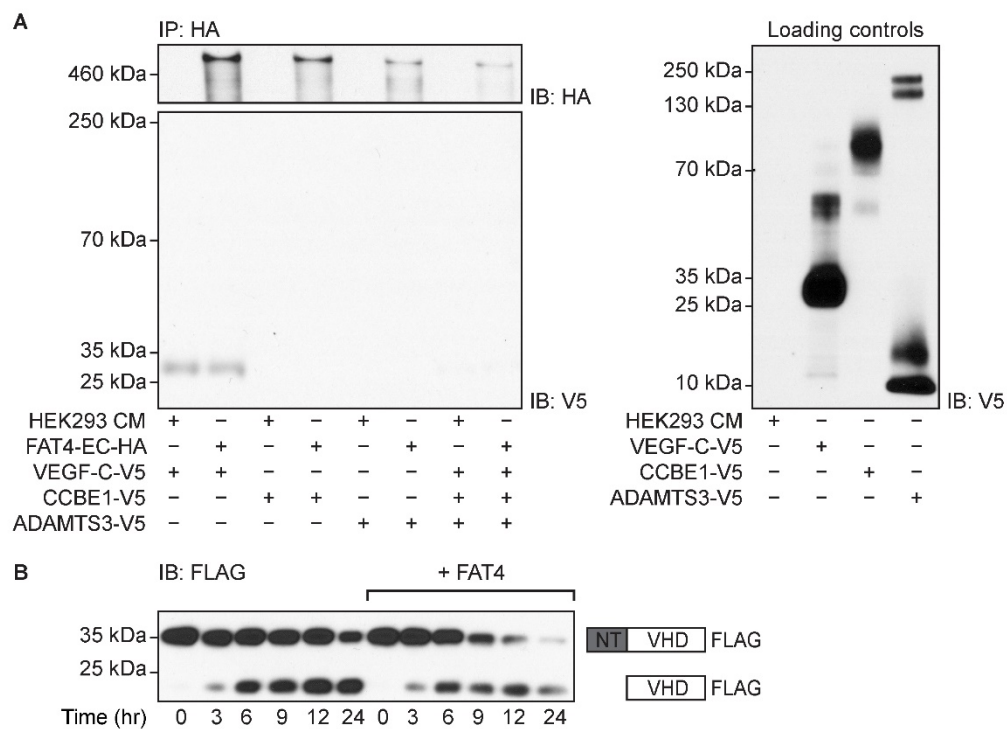 A
IP: HA
460 kDa
IB: HA
250 kDa
70 kDa
35 kDa
25 kDa
IB: V5
HEK293 CM + – + – + – + –
FAT4-EC-HA – + – + – + – +
VEGF-C-V5 + + – – – – + +
CCBE1-V5 – – + + – – + +
ADAMTS3-V5 – – – – + + + +
Loading controls
250 kDa
130 kDa
70 kDa
35 kDa
25 kDa
10 kDa
IB: V5
HEK293 CM + – – –
VEGF-C-V5 – + – –
CCBE1-V5 – – + –
ADAMTS3-V5 – – – +
B
IB: FLAG
+ FAT4
35 kDa
25 kDa
NT VHD FLAG
VHD FLAG
Time (hr) 0 3 6 9 12 24 0 3 6 9 12 24